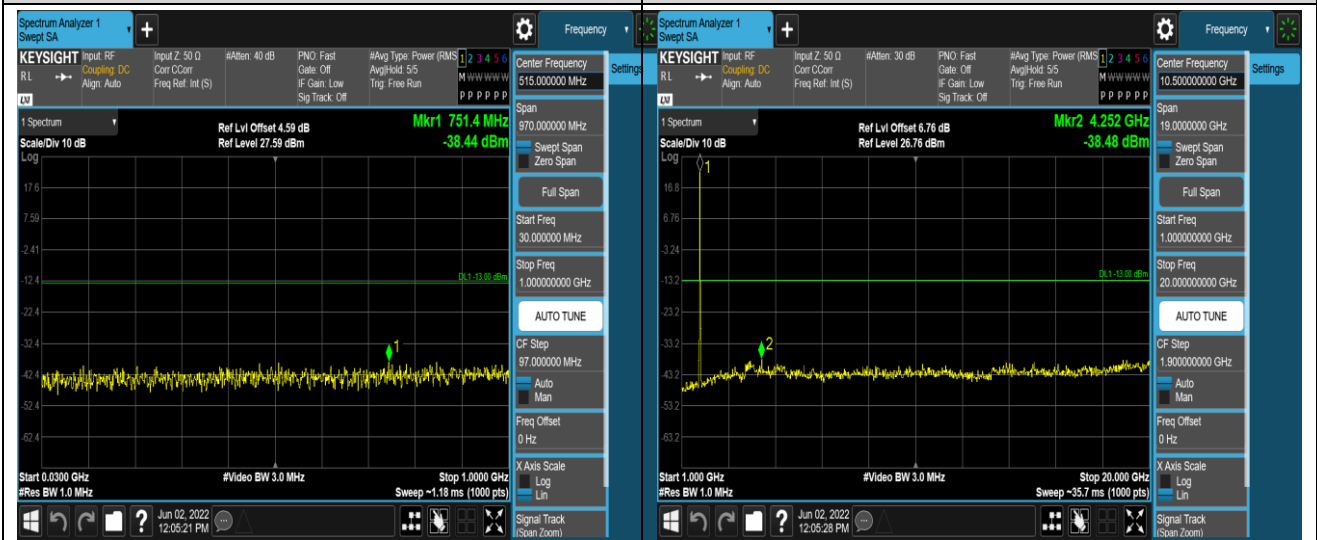 Spectrum Analyzer 1
Swept SA
Frequency
KEYSIGHT
Input: RF
Coupling: DC
Align: Auto
Input Z: 50 Ω
Corr CCorr
Freq Ref: Int (S)
#Atten: 40 dB
PNO: Fast
Gate: Off
IF Gain: Low
Sig Track: Off
#Avg Type: Power (RMS
Avg|Hold: 5/5
Trig: Free Run
1 2 3 4 5 6
M W W W W W
P P P P P P
RL
LXI
Center Frequency
515.000000 MHz
Settings
1 Spectrum
Scale/Div 10 dB
Log
Ref Lvl Offset 4.59 dB
Ref Level 27.59 dBm
Mkr1 751.4 MHz
-38.44 dBm
Span
970.000000 MHz
Swept Span
Zero Span
Full Span
17.6
7.59
-2.41
-12.4
-22.4
-32.4
-42.4
-52.4
-62.4
DL1 -13.00 dBm
1
Start Freq
30.000000 MHz
Stop Freq
1.000000000 GHz
AUTO TUNE
CF Step
97.000000 MHz
Auto
Man
Freq Offset
0 Hz
X Axis Scale
Log
Lin
Signal Track
(Span Zoom)
Start 0.0300 GHz
#Res BW 1.0 MHz
#Video BW 3.0 MHz
Stop 1.0000 GHz
Sweep ~1.18 ms (1000 pts)
?
Jun 02, 2022
12:05:21 PM
Spectrum Analyzer 1
Swept SA
Frequency
KEYSIGHT
Input: RF
Coupling: DC
Align: Auto
Input Z: 50 Ω
Corr CCorr
Freq Ref: Int (S)
#Atten: 30 dB
PNO: Fast
Gate: Off
IF Gain: Low
Sig Track: Off
#Avg Type: Power (RMS
Avg|Hold: 5/5
Trig: Free Run
1 2 3 4 5 6
M W W W W W
P P P P P P
RL
LXI
Center Frequency
10.500000000 GHz
Settings
1 Spectrum
Scale/Div 10 dB
Log
Ref Lvl Offset 6.76 dB
Ref Level 26.76 dBm
Mkr2 4.252 GHz
-38.48 dBm
Span
19.0000000 GHz
Swept Span
Zero Span
Full Span
1
16.8
6.76
-3.24
-13.2
-23.2
-33.2
-43.2
-53.2
-63.2
DL1 -13.00 dBm
2
Start Freq
1.000000000 GHz
Stop Freq
20.000000000 GHz
AUTO TUNE
CF Step
1.900000000 GHz
Auto
Man
Freq Offset
0 Hz
X Axis Scale
Log
Lin
Signal Track
(Span Zoom)
Start 1.000 GHz
#Res BW 1.0 MHz
#Video BW 3.0 MHz
Stop 20.000 GHz
Sweep ~35.7 ms (1000 pts)
?
Jun 02, 2022
12:05:28 PM